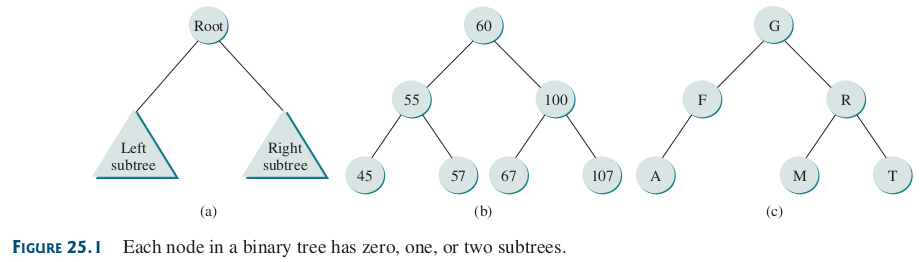 Root
Left
subtree
Right
subtree
(a)
60
55
100
45
57
67
107
(b)
G
F
R
A
M
T
(c)
FIGURE 25.1 Each node in a binary tree has zero, one, or two subtrees.